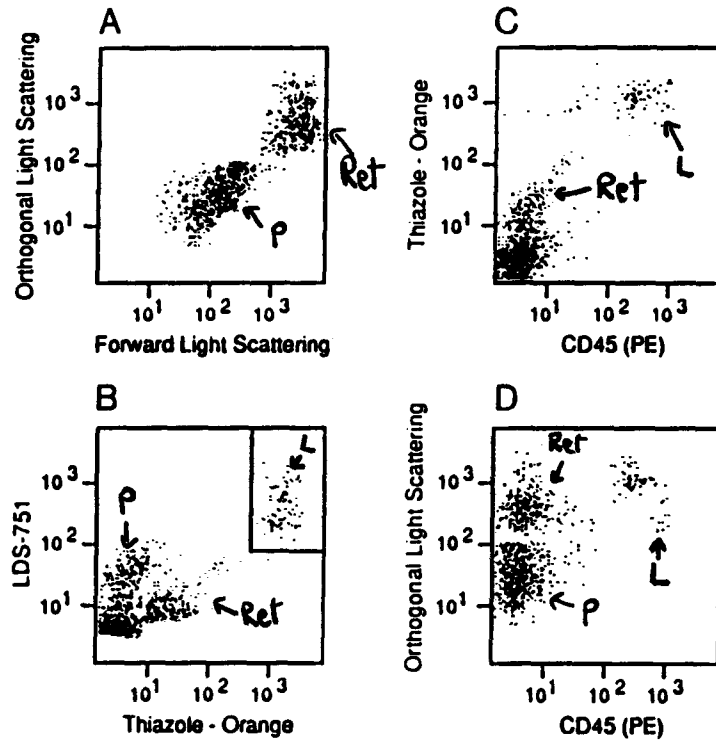 A
Orthogonal Light Scattering
10³
10²
10¹
Ret
P
10¹ 10² 10³
Forward Light Scattering
C
Thiazole - Orange
10³
10²
10¹
L
Ret
10¹ 10² 10³
CD45 (PE)
B
LDS-751
10³
10²
10¹
L
P
Ret
10¹ 10² 10³
Thiazole - Orange
D
Orthogonal Light Scattering
10³
10²
10¹
Ret
L
P
10¹ 10² 10³
CD45 (PE)